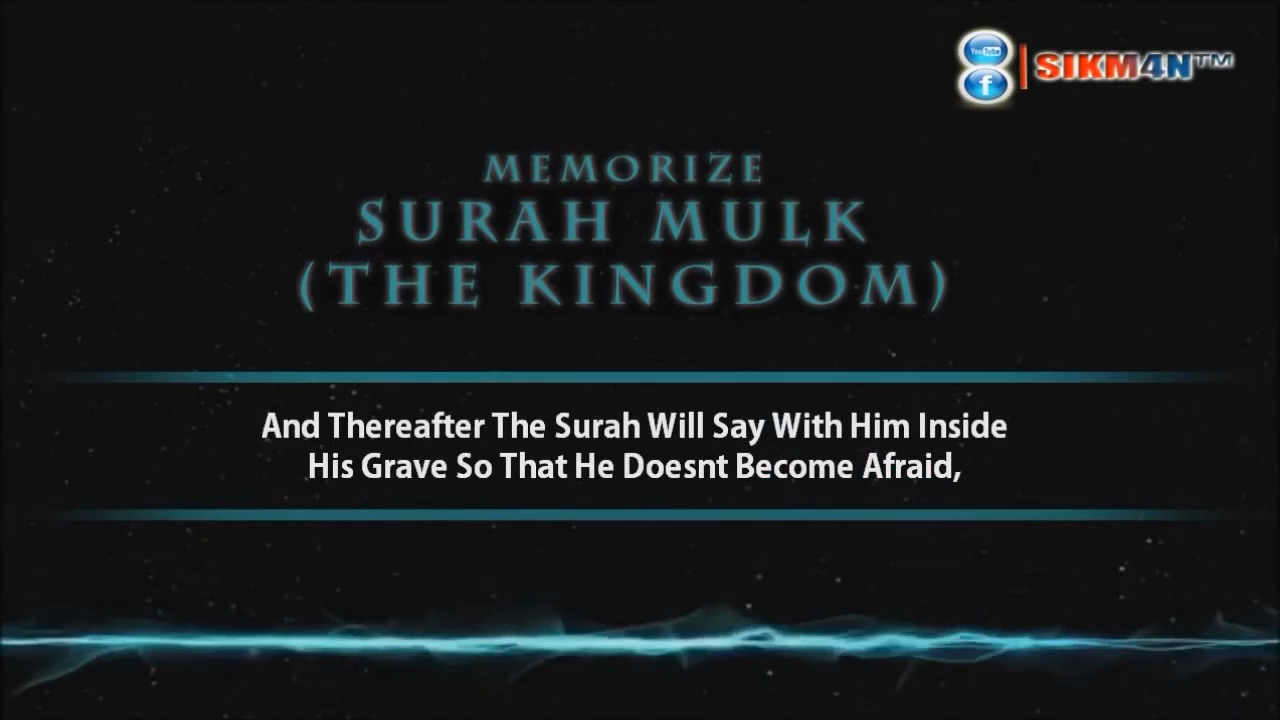 YouTube
f
SIKM4N™
MEMORIZE
SURAH MULK
(THE KINGDOM)
And Thereafter The Surah Will Say With Him Inside
His Grave So That He Doesnt Become Afraid,